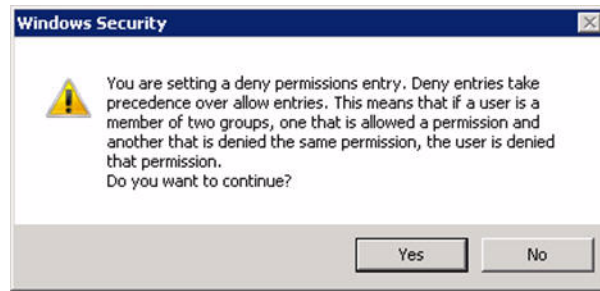 Windows Security
You are setting a deny permissions entry. Deny entries take
precedence over allow entries. This means that if a user is a
member of two groups, one that is allowed a permission and
another that is denied the same permission, the user is denied
that permission.
Do you want to continue?
Yes
No